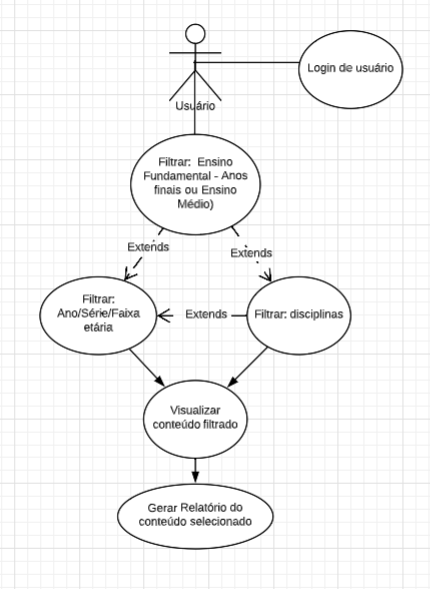 Login de usuário
Usuário
Filtrar: Ensino
Fundamental - Anos
finais ou Ensino
Médio)
Extends
Extends
Filtrar:
Ano/Série/Faixa
etária
Extends
Filtrar: disciplinas
Visualizar
conteúdo filtrado
Gerar Relatório do
conteúdo selecionado